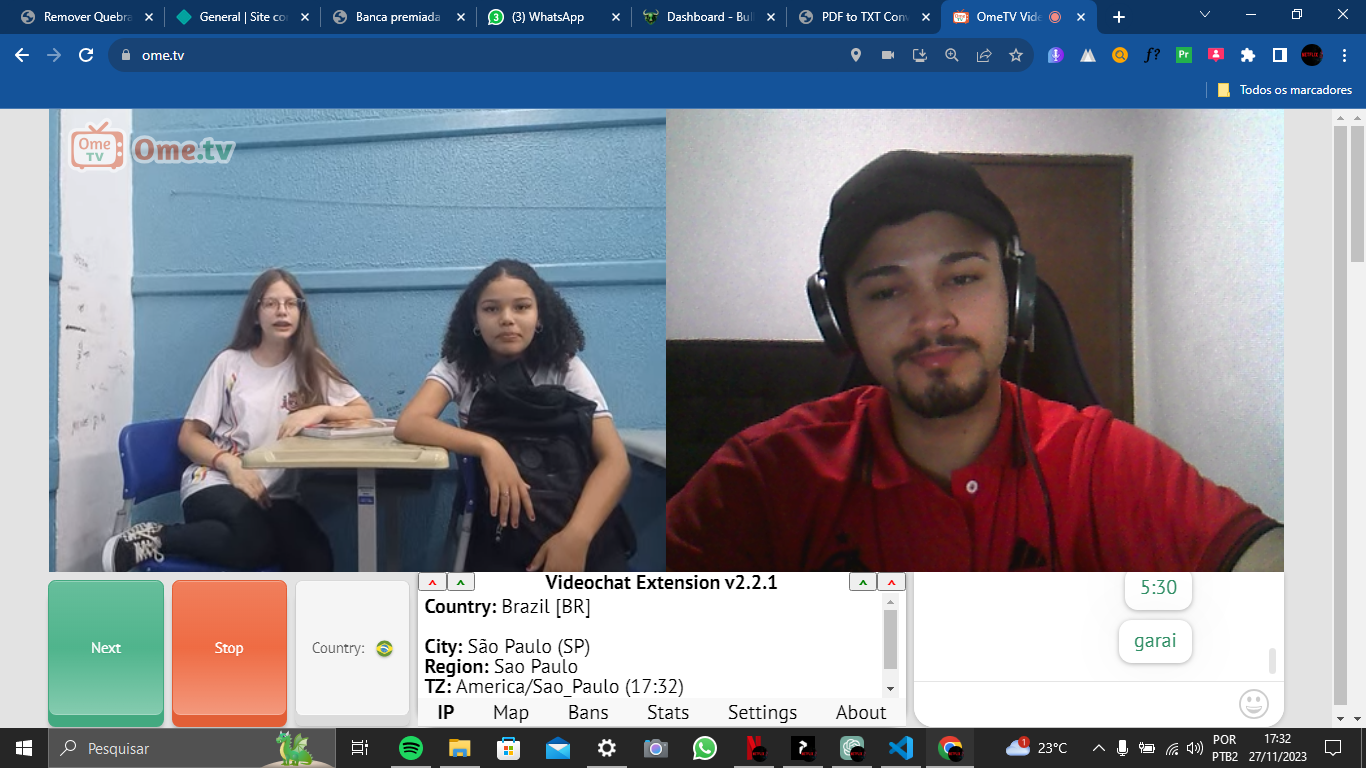 Remover Quebra
General | Site co
Banca premiada
(3) WhatsApp
Dashboard - Bul
PDF to TXT Conv
OmeTV Vide
ome.tv
Todos os marcadores
Ome
TV
Ome.tv
Next
Stop
Country:
Videochat Extension v2.2.1
Country: Brazil [BR]
City: São Paulo (SP)
Region: Sao Paulo
TZ: America/Sao_Paulo (17:32)
IP
Map
Bans
Stats
Settings
About
5:30
garai
Pesquisar
23°C
POR
PTB2
17:32
27/11/2023